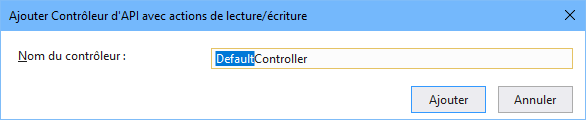 Ajouter Contrôleur d'API avec actions de lecture/écriture
Nom du contrôleur : DefaultController
Ajouter Annuler